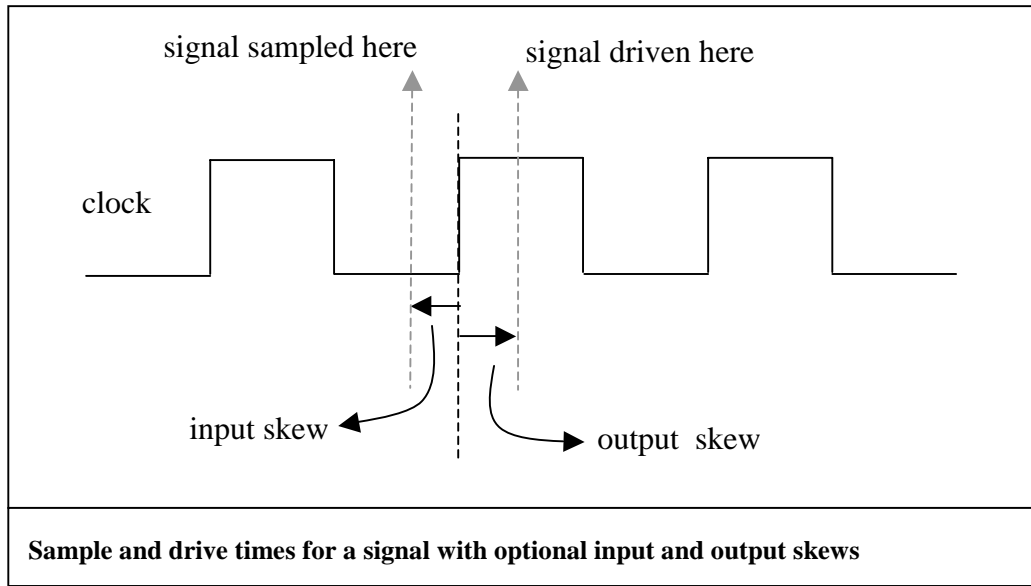 signal sampled here
signal driven here
clock
input skew
output skew
Sample and drive times for a signal with optional input and output skews